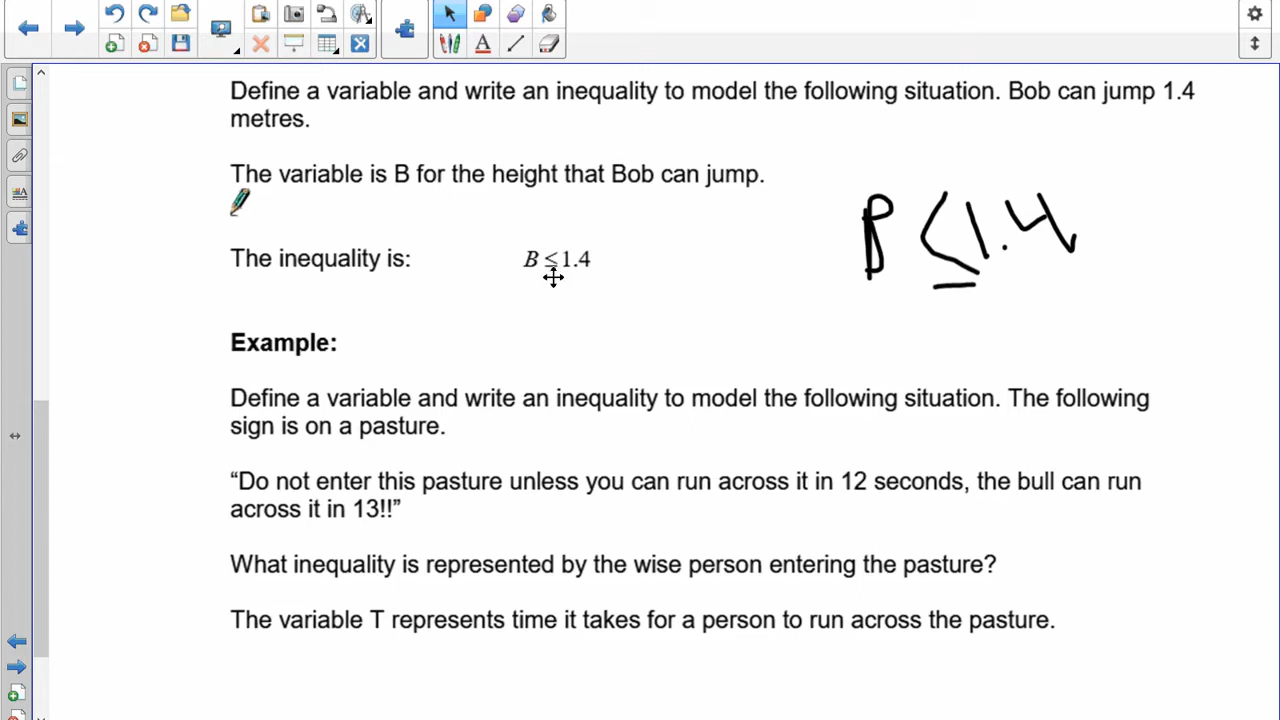 Define a variable and write an inequality to model the following situation. Bob can jump 1.4
metres.
The variable is B for the height that Bob can jump.
B ≤ 1.4
The inequality is: B ≤ 1.4
Example:
Define a variable and write an inequality to model the following situation. The following
sign is on a pasture.
“Do not enter this pasture unless you can run across it in 12 seconds, the bull can run
across it in 13!!”
What inequality is represented by the wise person entering the pasture?
The variable T represents time it takes for a person to run across the pasture.